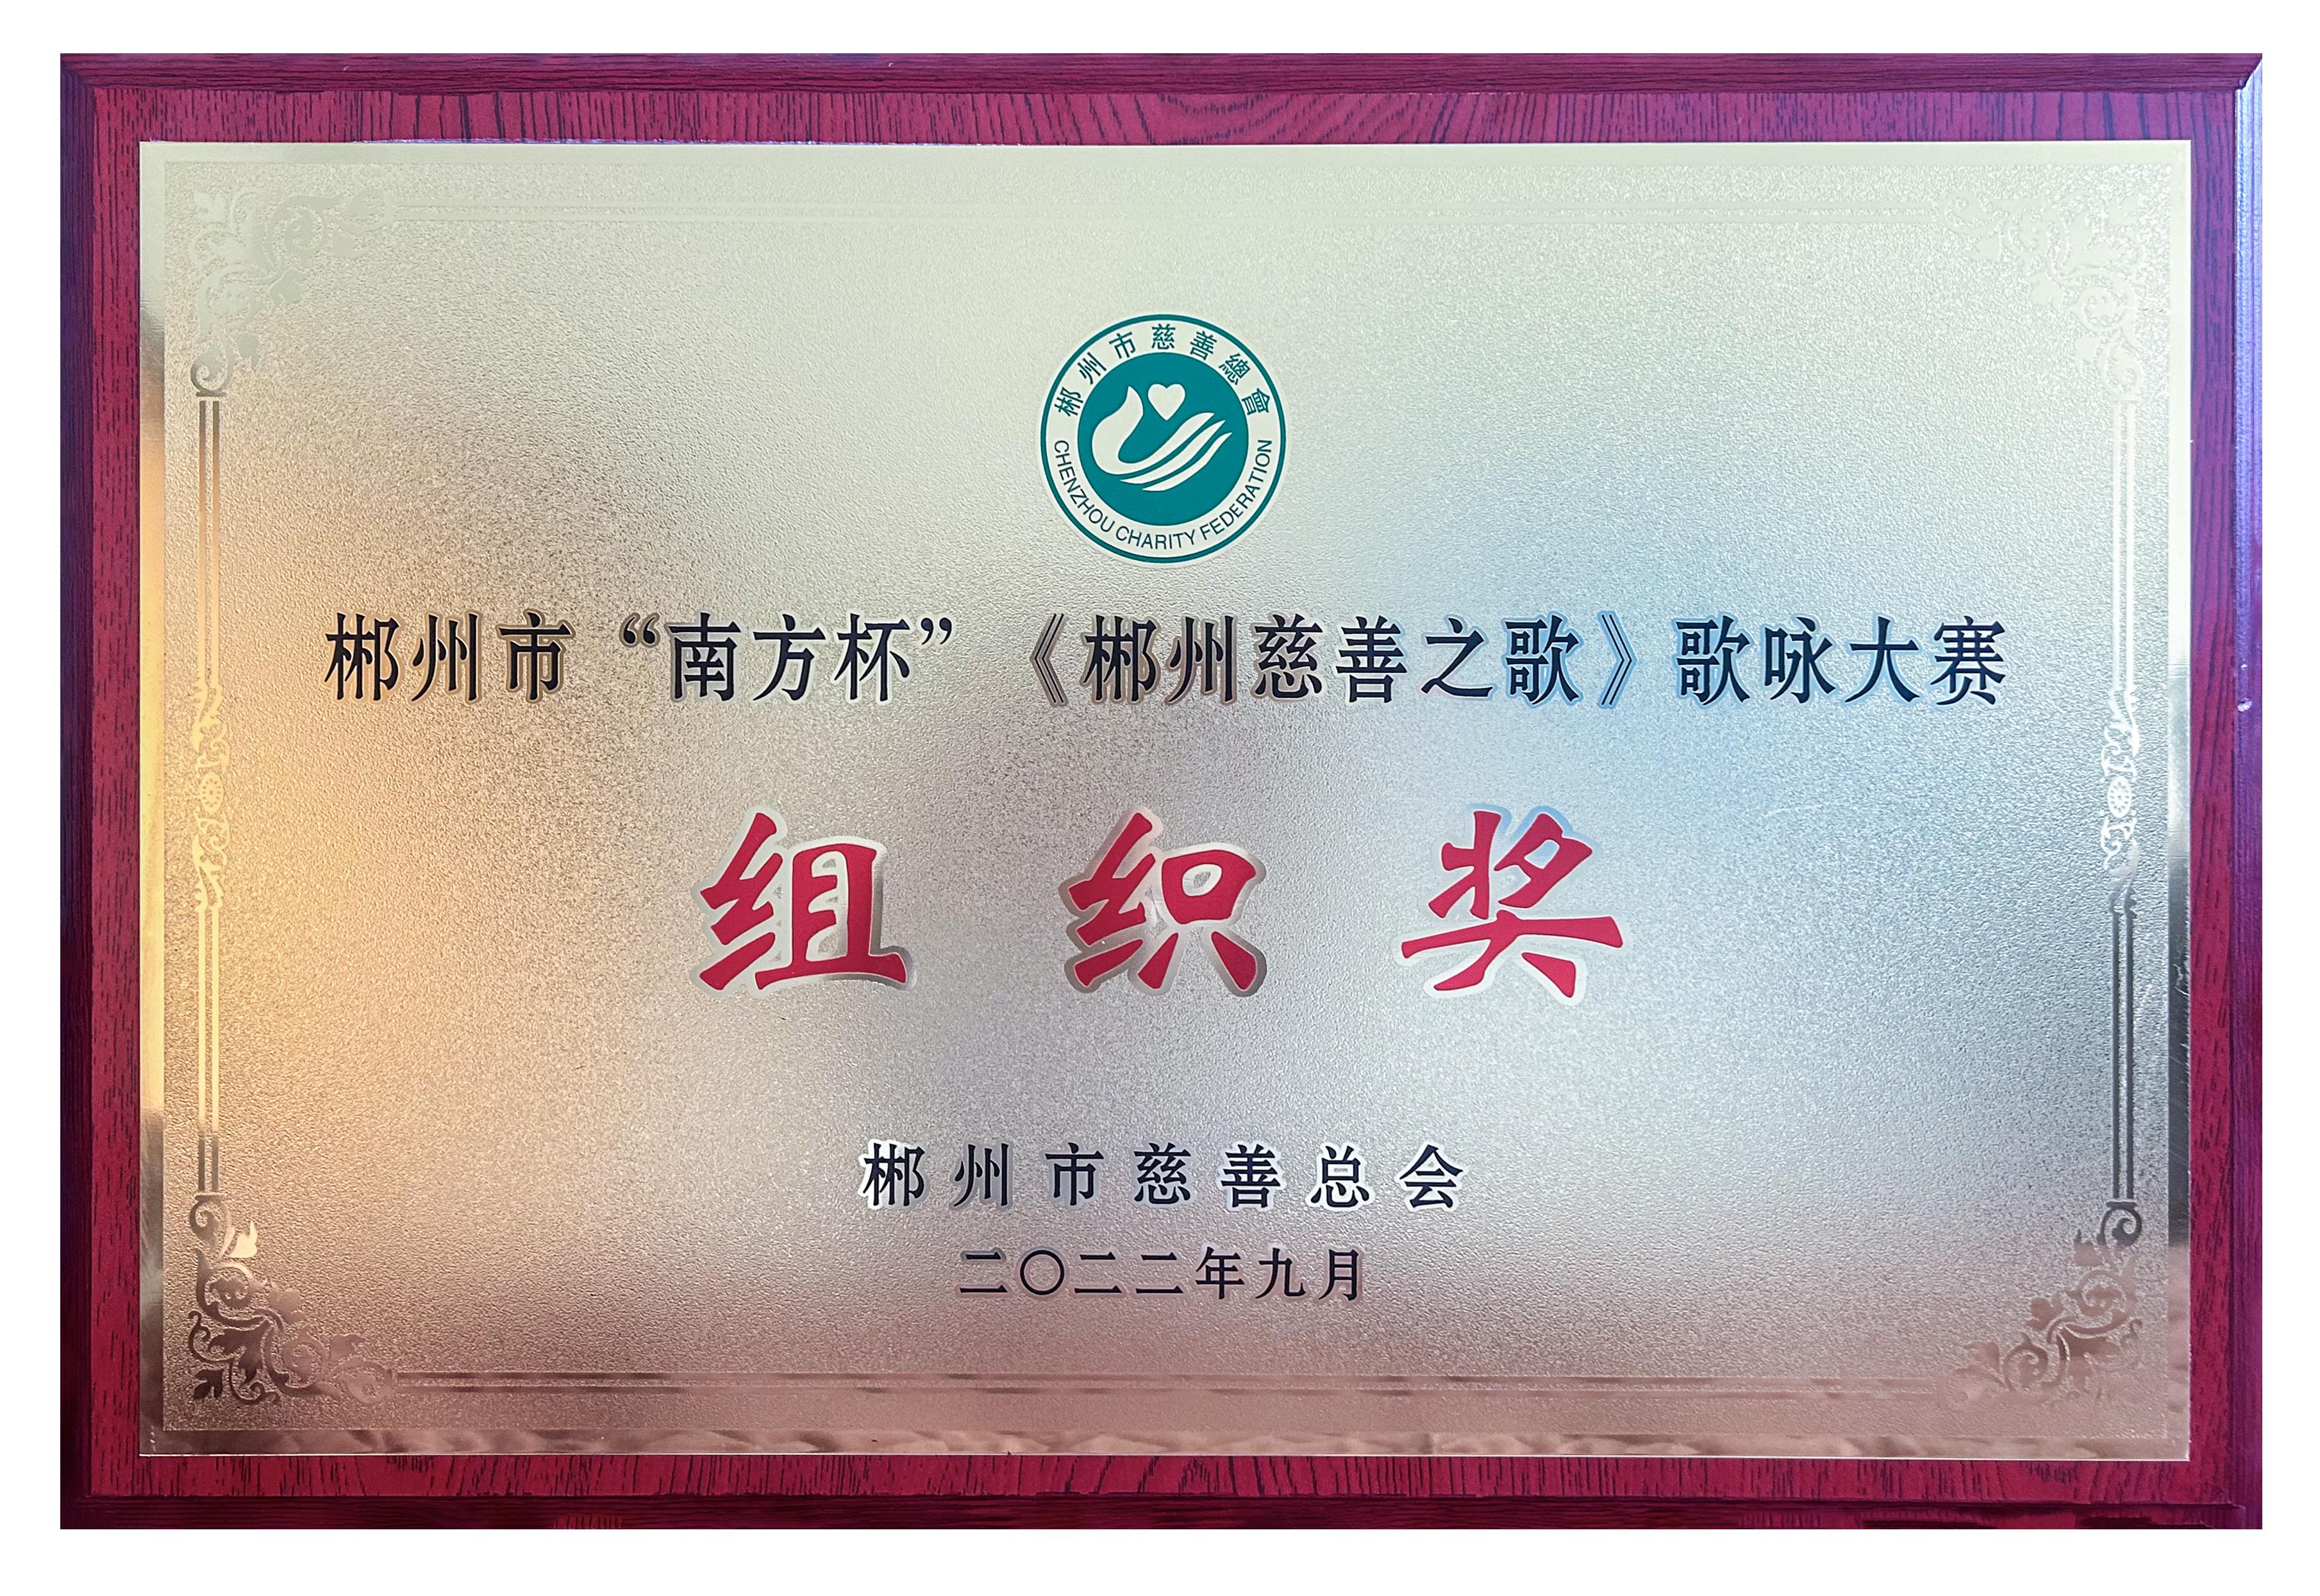 郴州市慈善總會
CHENZHOU CHARITY FEDERATION
郴州市“南方杯”《郴州慈善之歌》歌咏大赛
组织奖
郴州市慈善总会
二〇二二年九月